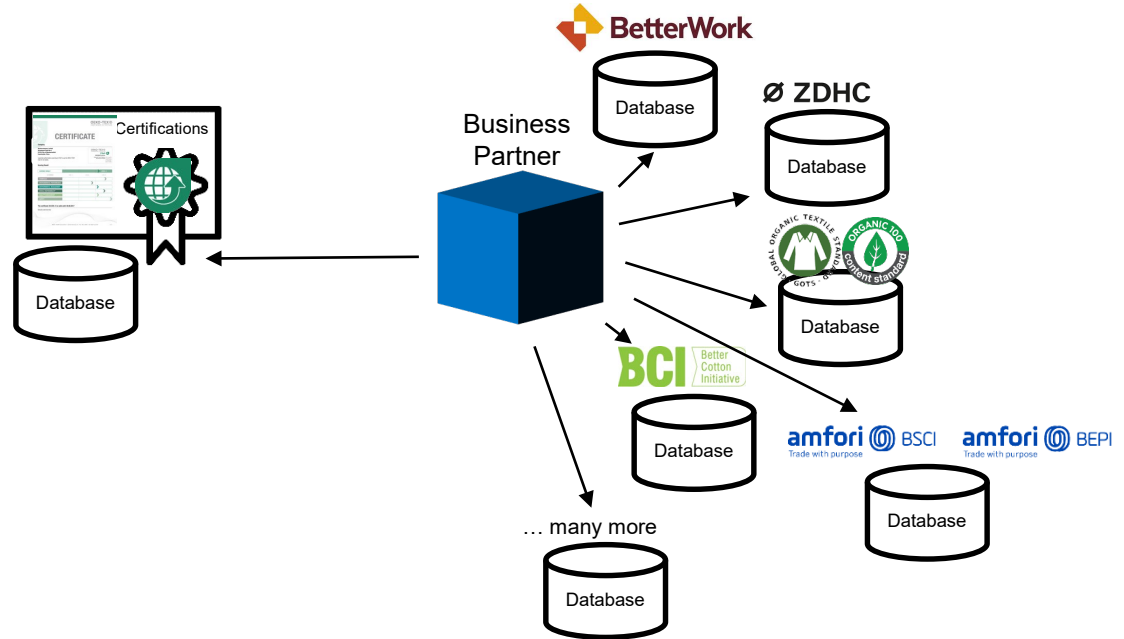 BetterWork
Database
ZDHC
Database
Certifications
CERTIFICATE
Business
Partner
GLOBAL ORGANIC TEXTILE STANDARD · GOTS ·
ORGANIC 100
content standard
Database
Database
BCI
Better
Cotton
Initiative
Database
amfori BSCI
Trade with purpose
amfori BEPI
Trade with purpose
Database
... many more
Database